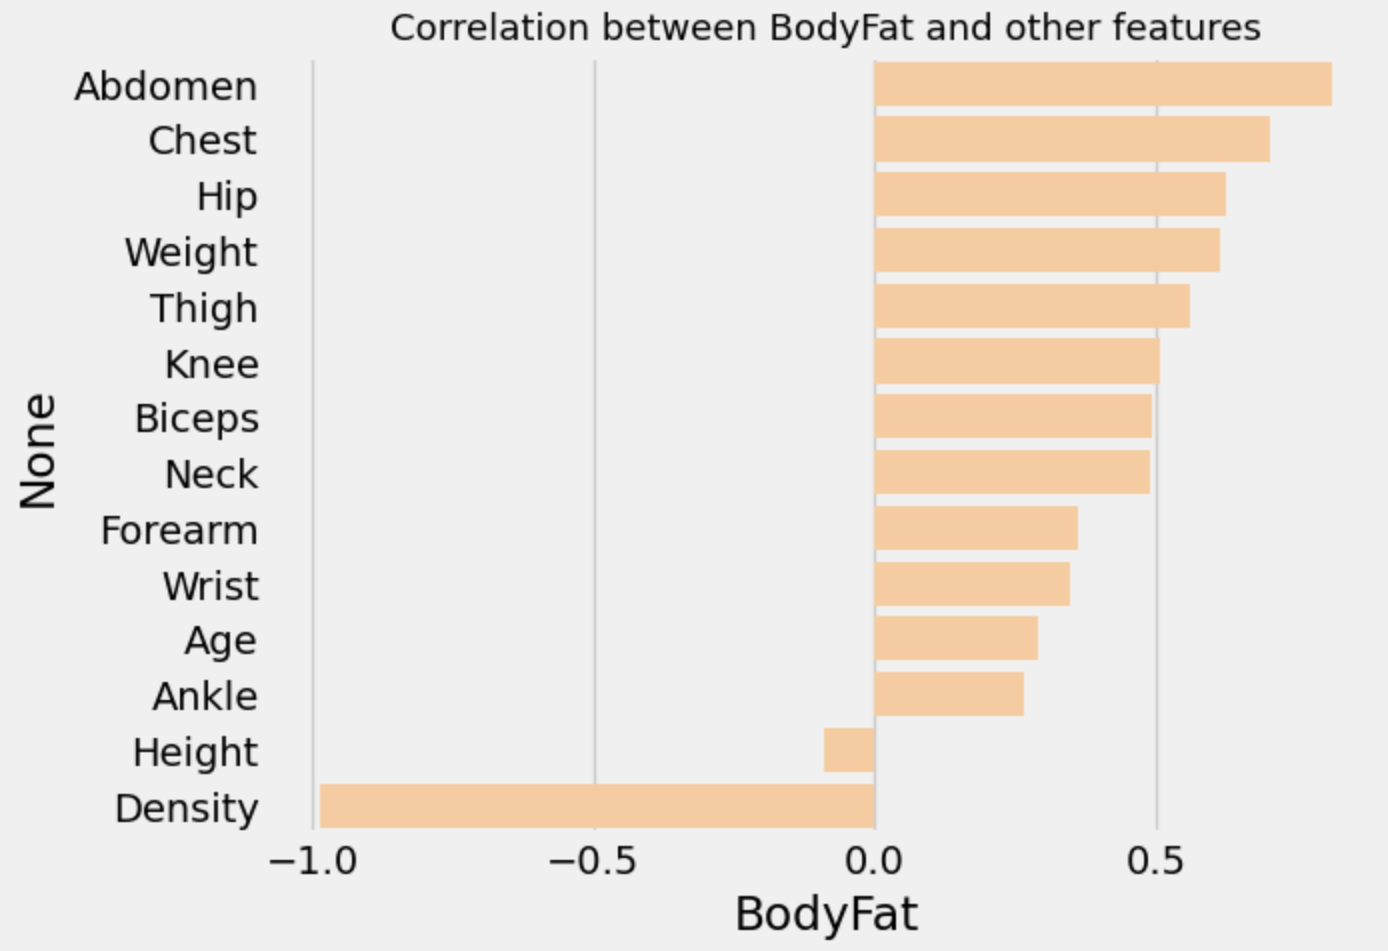 Correlation between BodyFat and other features
Abdomen
Chest
Hip
Weight
Thigh
Knee
Biceps
Neck
Forearm
Wrist
Age
Ankle
Height
Density
None
−1.0 −0.5 0.0 0.5
BodyFat